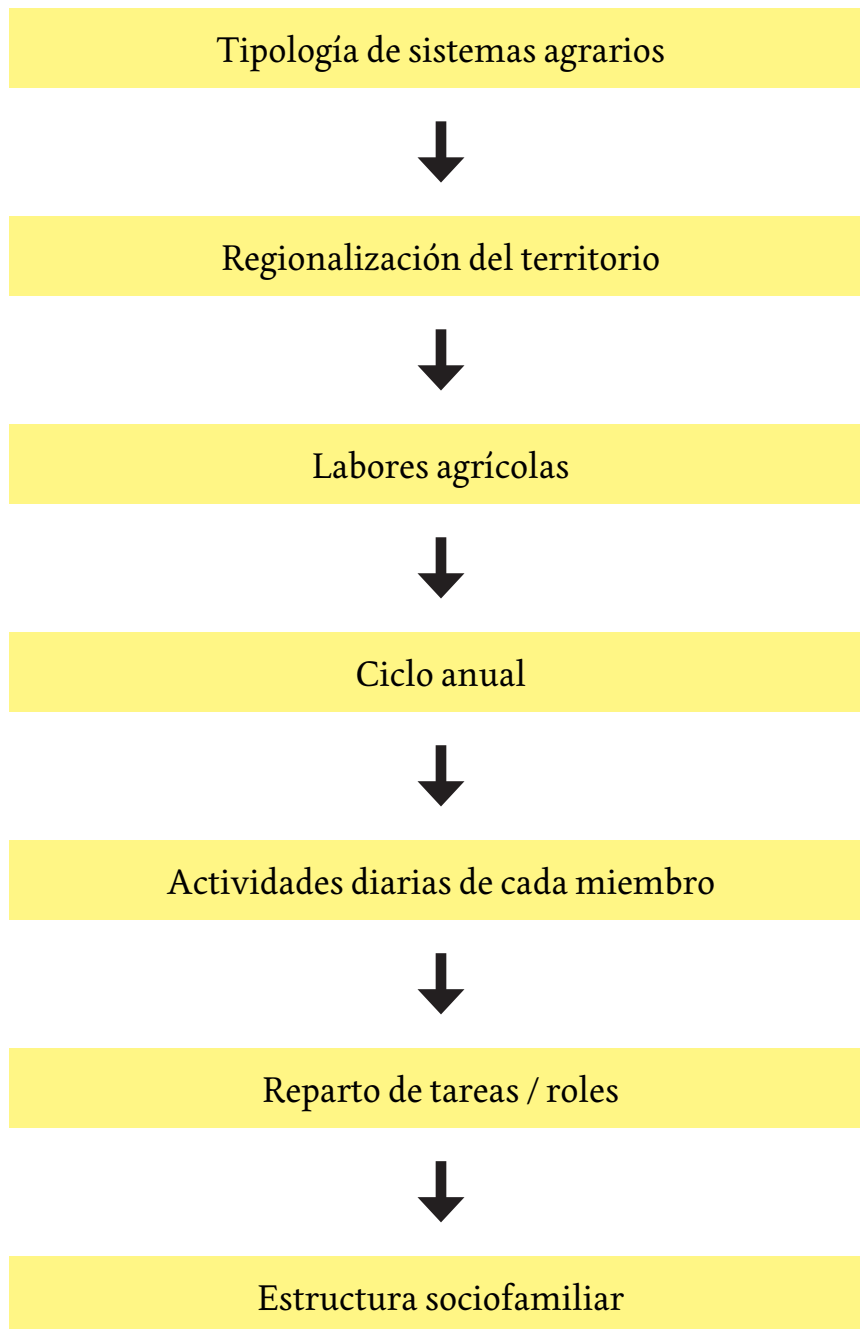 Tipología de sistemas agrarios
Regionalización del territorio
Labores agrícolas
Ciclo anual
Actividades diarias de cada miembro
Reparto de tareas / roles
Estructura sociofamiliar